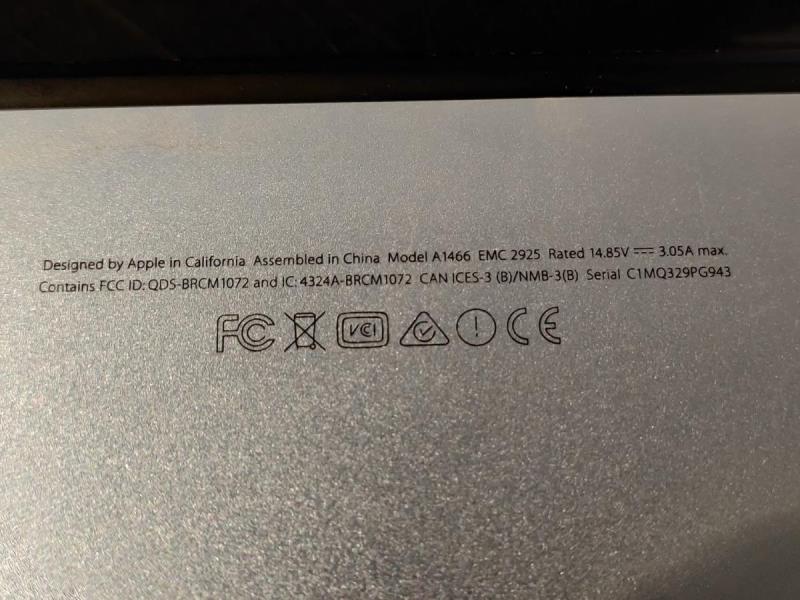 Designed by Apple in California Assembled in China Model A1466 EMC 2925 Rated 14.85V ⎓ 3.05A max.
Contains FCC ID: QDS-BRCM1072 and IC: 4324A-BRCM1072 CAN ICES-3 (B)/NMB-3(B) Serial C1MQ329PG943
FC VCI ! CE